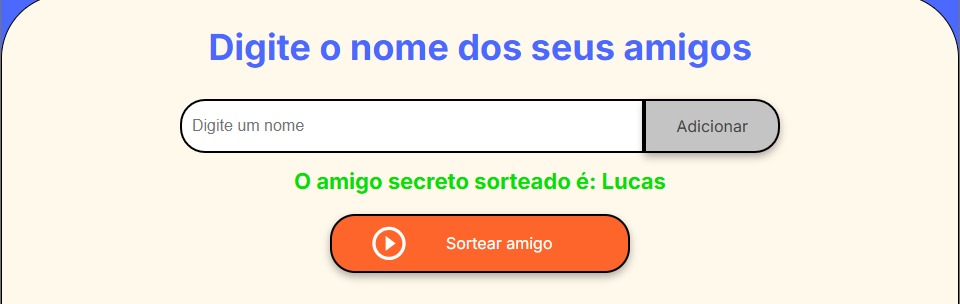 Digite o nome dos seus amigos
Digite um nome
Adicionar
O amigo secreto sorteado é: Lucas
Sortear amigo